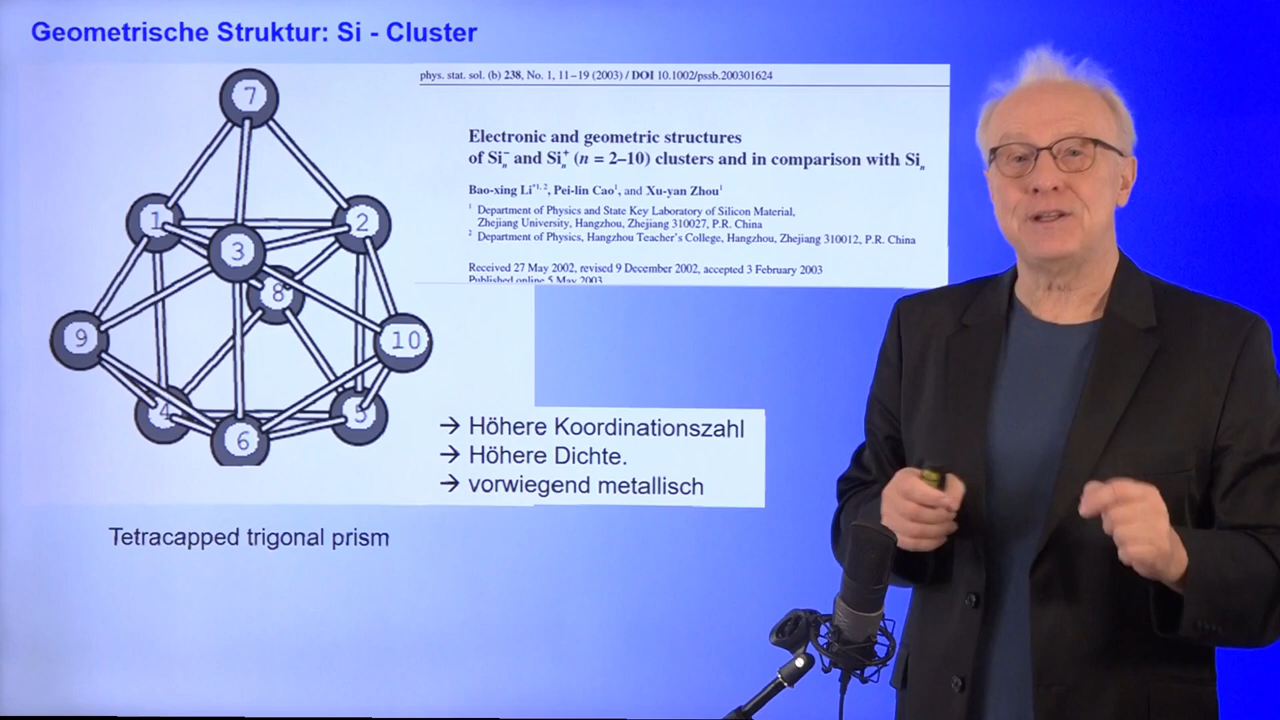 Geometrische Struktur: Si - Cluster
phys. stat. sol. (b) 238, No. 1, 11–19 (2003) / DOI 10.1002/pssb.200301624
Electronic and geometric structures
of Siₙ⁻ and Siₙ⁺ (n = 2–10) clusters and in comparison with Siₙ
Bao-xing Li*¹,², Pei-lin Cao¹, and Xu-yan Zhou¹
¹ Department of Physics and State Key Laboratory of Silicon Material,
Zhejiang University, Hangzhou, Zhejiang 310027, P.R. China
² Department of Physics, Hangzhou Teacher's College, Hangzhou, Zhejiang 310012, P.R. China
Received 27 May 2002, revised 9 December 2002, accepted 3 February 2003
Published online 5 May 2003
7
1
2
3
8
9
10
4
5
6
→ Höhere Koordinationszahl
→ Höhere Dichte.
→ vorwiegend metallisch
Tetracapped trigonal prism